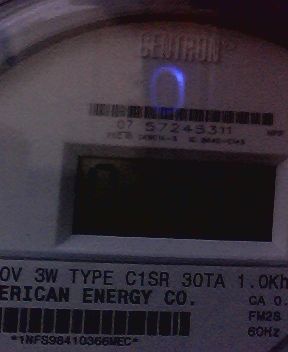 CENTRON
07 57245311
0V 3W TYPE C1SR 30TA 1.0Kh
ERICAN ENERGY CO.
CA 0.
FM2S
60Hz
*1NFS98410366MEC*